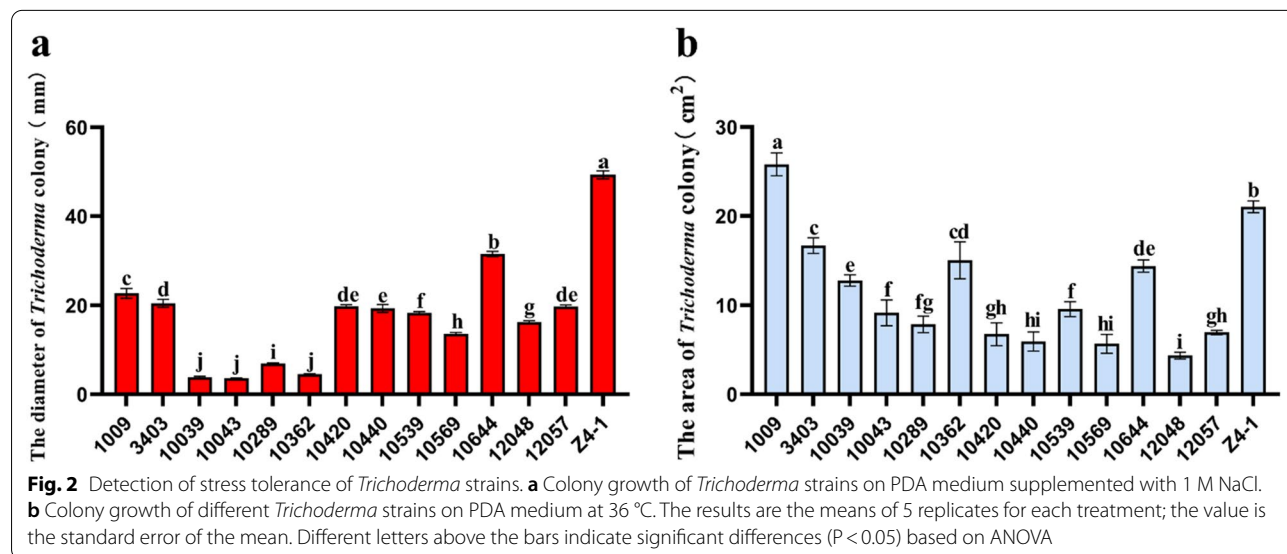 a
The diameter of Trichoderma colony ( mm)
60
40
20
0
c
d
j
j
i
j
de
e
f
h
b
g
de
a
1009
3403
10039
10043
10289
10362
10420
10440
10539
10569
10644
12048
12057
Z4-1
b
The area of Trichoderma colony( cm²)
30
20
10
0
a
c
e
f
fg
cd
gh
hi
f
hi
de
i
gh
b
1009
3403
10039
10043
10289
10362
10420
10440
10539
10569
10644
12048
12057
Z4-1
Fig. 2 Detection of stress tolerance of Trichoderma strains. a Colony growth of Trichoderma strains on PDA medium supplemented with 1 M NaCl.
b Colony growth of different Trichoderma strains on PDA medium at 36 °C. The results are the means of 5 replicates for each treatment; the value is
the standard error of the mean. Different letters above the bars indicate significant differences (P < 0.05) based on ANOVA